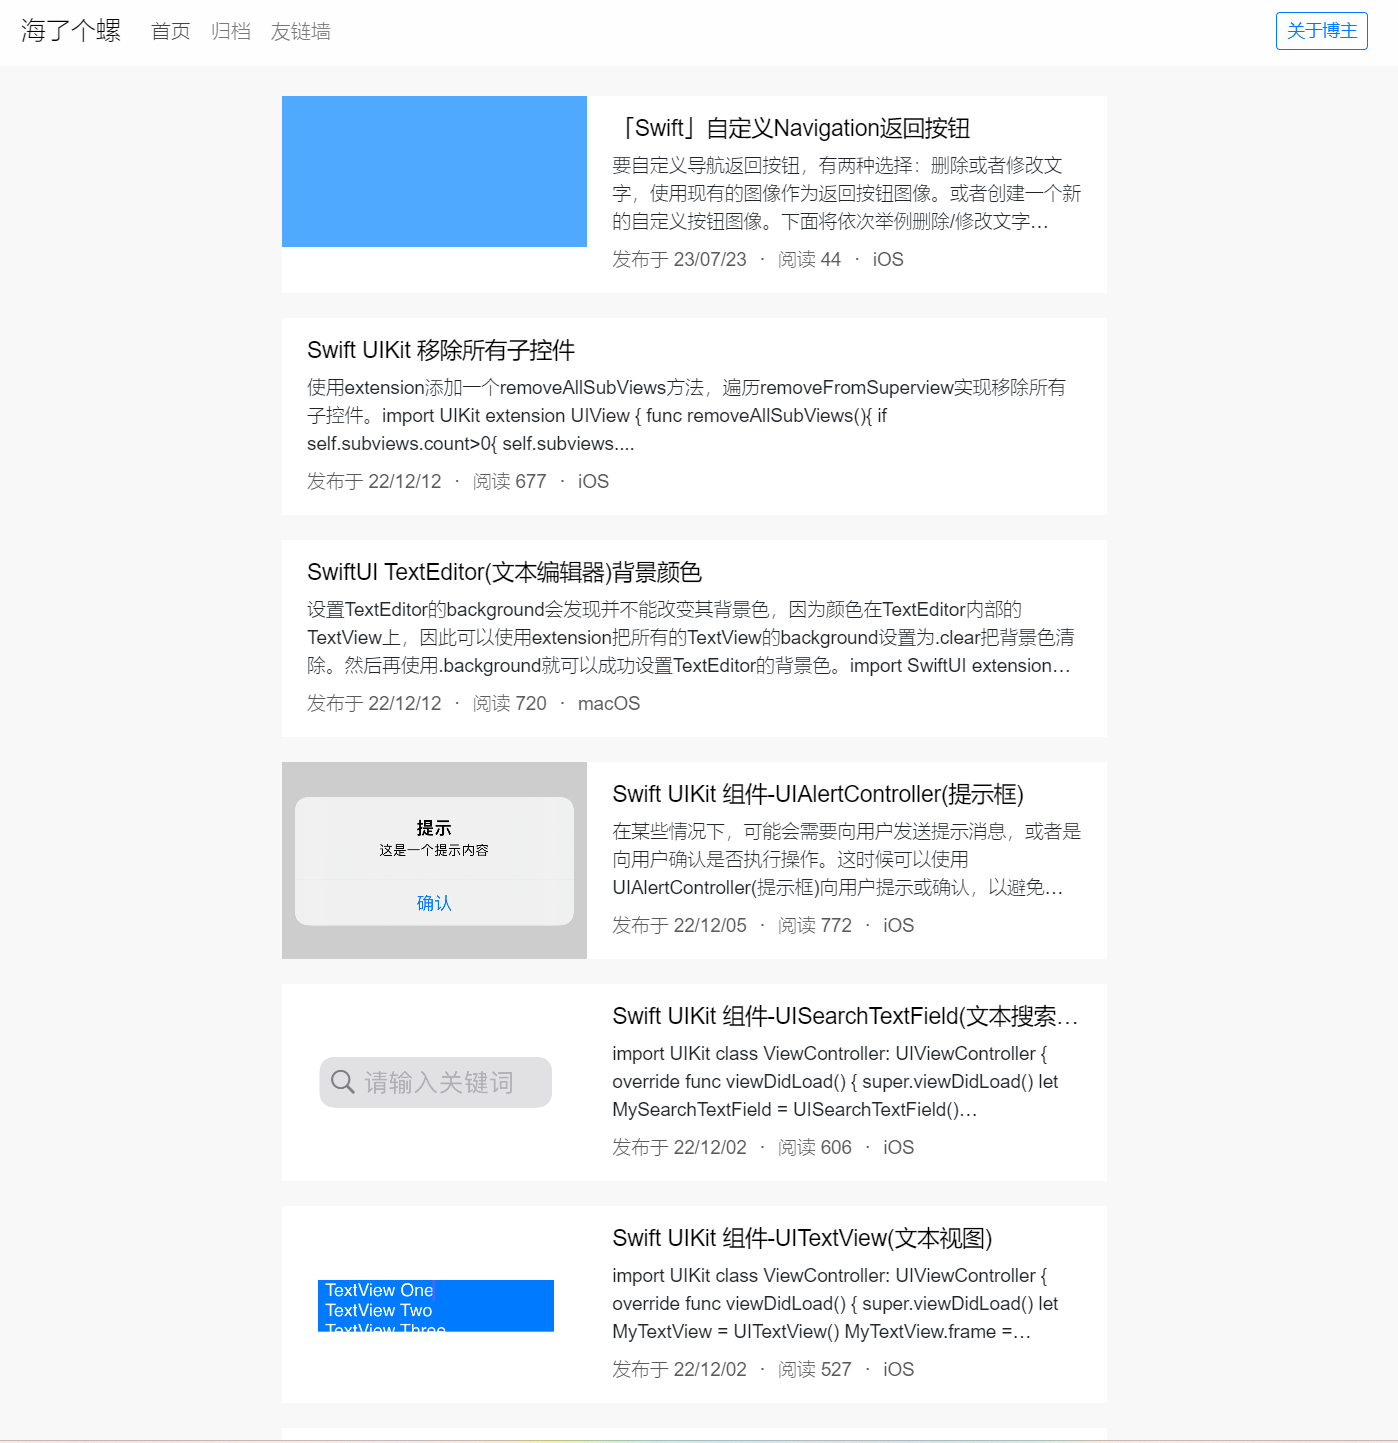 海了个螺 首页 归档 友链墙 关于博主
「Swift」自定义Navigation返回按钮
要自定义导航返回按钮，有两种选择：删除或者修改文
字，使用现有的图像作为返回按钮图像。或者创建一个新
的自定义按钮图像。下面将依次举例删除/修改文字...
发布于 23/07/23 · 阅读 44 · iOS
Swift UIKit 移除所有子控件
使用extension添加一个removeAllSubViews方法，遍历removeFromSuperview实现移除所有
子控件。import UIKit extension UIView { func removeAllSubViews(){ if
self.subviews.count>0{ self.subviews....
发布于 22/12/12 · 阅读 677 · iOS
SwiftUI TextEditor(文本编辑器)背景颜色
设置TextEditor的background会发现并不能改变其背景色，因为颜色在TextEditor内部的
TextView上，因此可以使用extension把所有的TextView的background设置为.clear把背景色清
除。然后再使用.background就可以成功设置TextEditor的背景色。import SwiftUI extension...
发布于 22/12/12 · 阅读 720 · macOS
提示
这是一个提示内容
确认
Swift UIKit 组件-UIAlertController(提示框)
在某些情况下，可能会需要向用户发送提示消息，或者是
向用户确认是否执行操作。这时候可以使用
UIAlertController(提示框)向用户提示或确认，以避免...
发布于 22/12/05 · 阅读 772 · iOS
请输入关键词
Swift UIKit 组件-UISearchTextField(文本搜索...
import UIKit class ViewController: UIViewController {
override func viewDidLoad() { super.viewDidLoad() let
MySearchTextField = UISearchTextField()...
发布于 22/12/02 · 阅读 606 · iOS
TextView One
TextView Two
TextView Three
Swift UIKit 组件-UITextView(文本视图)
import UIKit class ViewController: UIViewController {
override func viewDidLoad() { super.viewDidLoad() let
MyTextView = UITextView() MyTextView.frame =...
发布于 22/12/02 · 阅读 527 · iOS